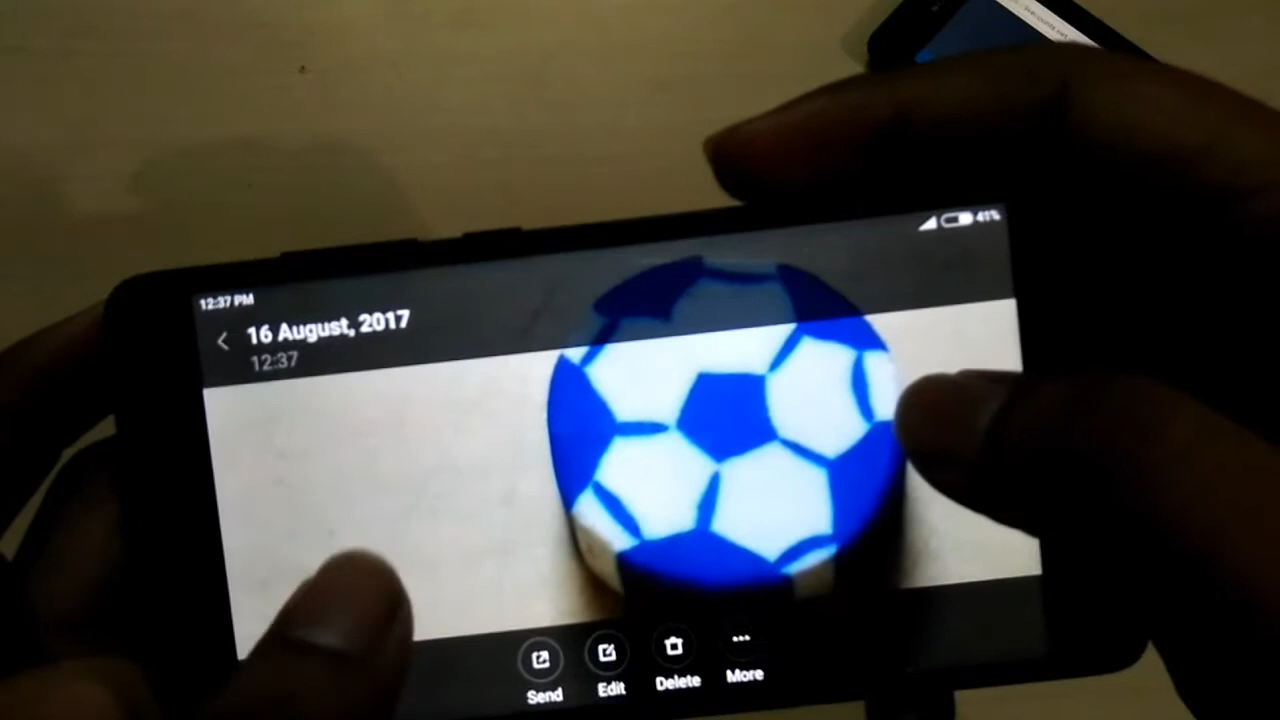 12:37 PM
41%
16 August, 2017
12:37
Send
Edit
Delete
More